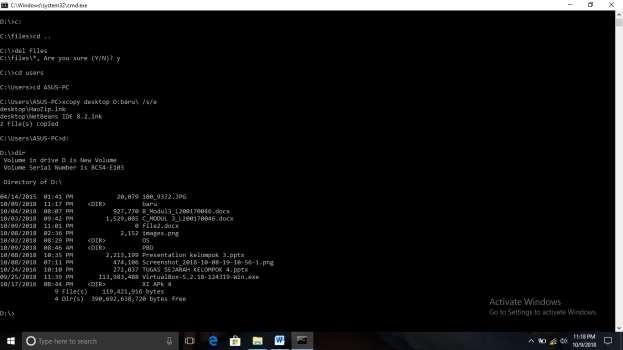 C:\Windows\system32\cmd.exe
D:\>c:
C:\files>cd ..
C:\>del files
C:\files\*, Are you sure (Y/N)? y
C:\>cd users
C:\Users>cd ASUS-PC
C:\Users\ASUS-PC>xcopy desktop D:baru\ /s/e
desktop\HaoZip.lnk
desktop\NetBeans IDE 8.2.lnk
2 File(s) copied
C:\Users\ASUS-PC>d:
D:\>dir
Volume in drive D is New Volume
Volume Serial Number is BC54-E103
Directory of D:\
04/14/2015 01:41 PM 20,079 100_9372.JPG
10/09/2018 11:17 PM <DIR> baru
10/04/2018 08:07 PM 927,770 B_Modul3_L200170046.docx
10/03/2018 09:42 PM 1,529,085 C_MODUL 3_L200170046.docx
10/09/2018 11:01 PM 0 File2.docx
10/08/2018 02:36 PM 2,152 images.png
10/02/2018 08:29 PM <DIR> OS
10/09/2018 08:46 AM <DIR> PBD
10/08/2018 10:35 PM 2,213,199 Presentation kelompok 3.pptx
10/08/2018 07:11 PM 474,106 Screenshot_2018-10-08-19-10-56-1.png
10/24/2016 10:10 PM 271,037 TUGAS SEJARAH KELOMPOK 4.pptx
09/25/2018 11:39 PM 113,983,488 VirtualBox-5.2.18-124319-Win.exe
10/17/2016 08:44 PM <DIR> XI APk 4
9 File(s) 119,421,916 bytes
4 Dir(s) 390,692,638,720 bytes free
D:\>
Activate Windows
Go to Settings to activate Windows.
Type here to search
11:18 PM
10/9/2018